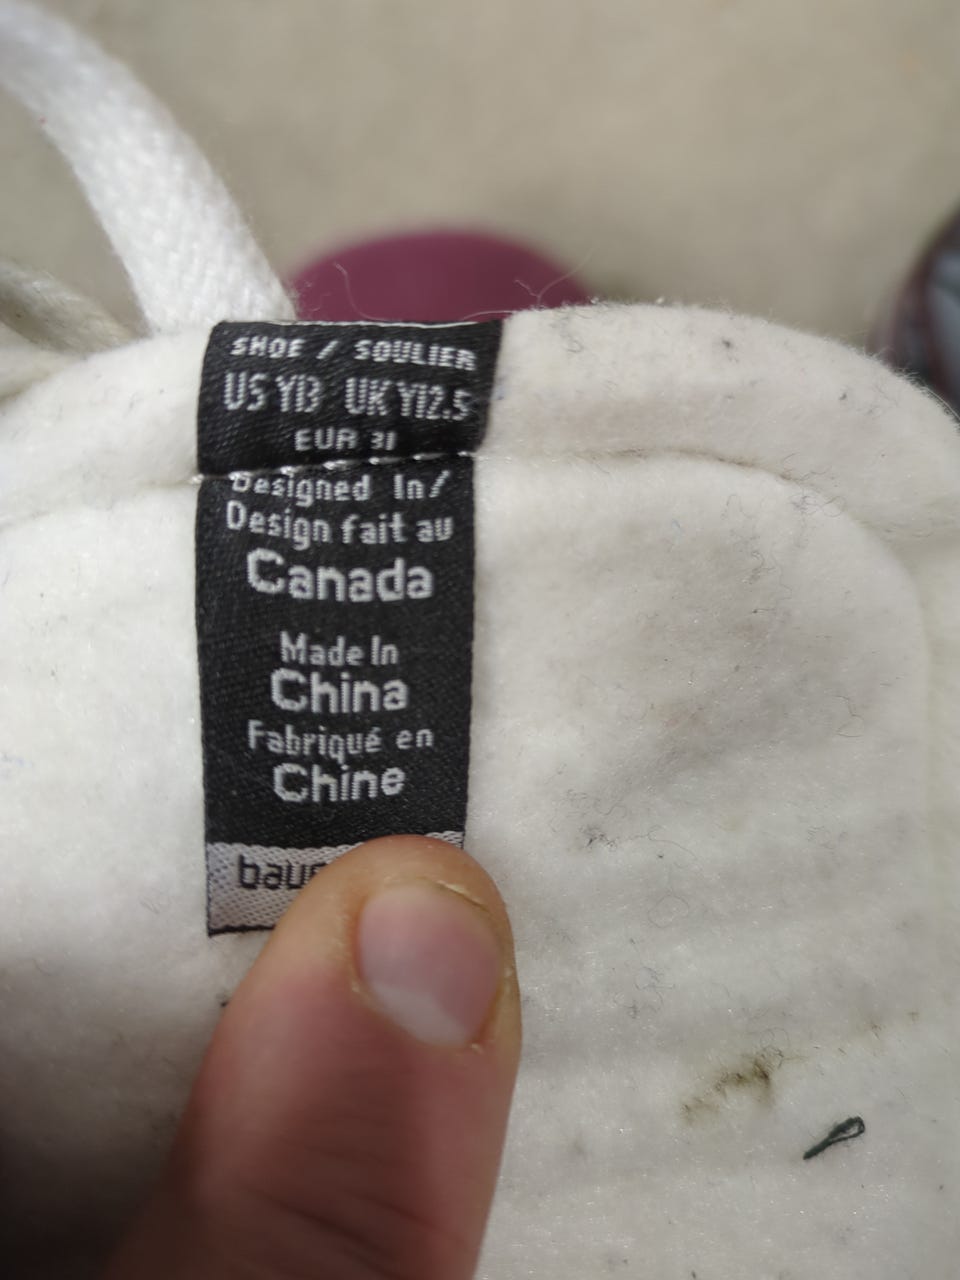 SHOE / SOULIER
US Y13 UK Y12.5
EUR 31
Designed In/
Design fait au
Canada
Made In
China
Fabriqué en
Chine